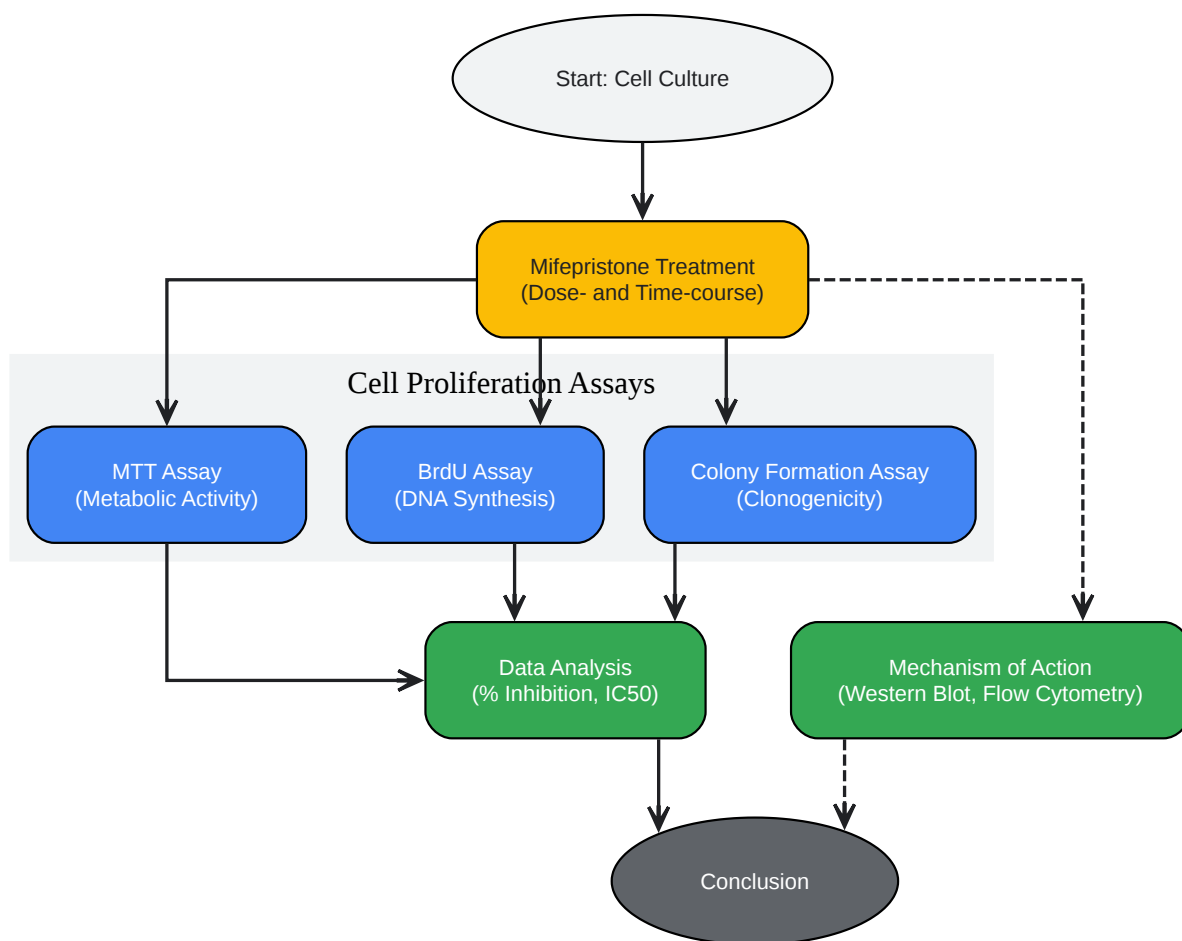 Start: Cell Culture
Mifepristone Treatment
(Dose- and Time-course)
Cell Proliferation Assays
MTT Assay
(Metabolic Activity)
BrdU Assay
(DNA Synthesis)
Colony Formation Assay
(Clonogenicity)
Data Analysis
(% Inhibition, IC50)
Mechanism of Action
(Western Blot, Flow Cytometry)
Conclusion